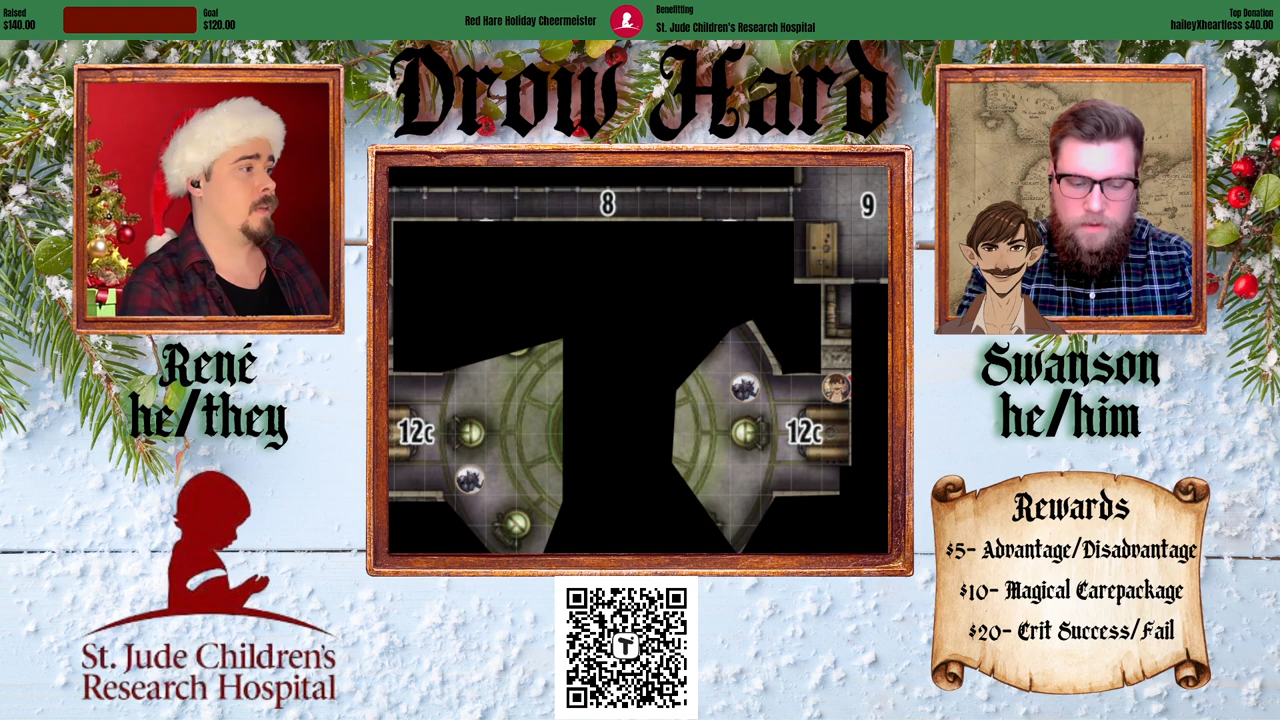 Raised
$140.00
Goal
$120.00
Red Hare Holiday Cheermeister
Benefitting
St. Jude Children's Research Hospital
Top Donation
haileyXheartless $40.00
Drow Hard
8
9
12c
12c
René
he/they
Swanson
he/him
St. Jude Children's
Research Hospital
T
Rewards
$5- Advantage/Disadvantage
$10- Magical Carepackage
$20- Crit Success/Fail